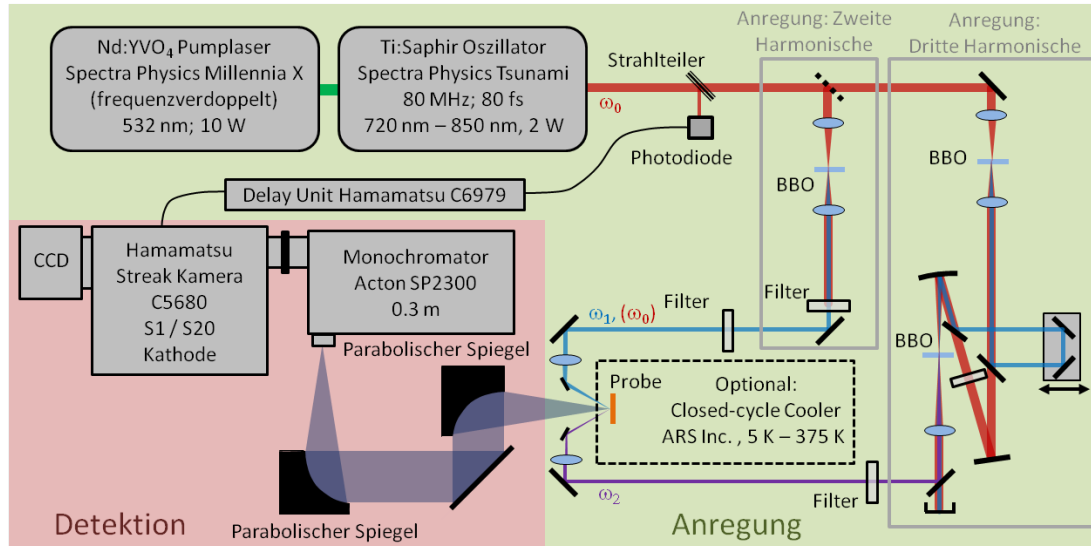 Nd:YVO₄ Pumplaser
Spectra Physics Millennia X
(frequenzverdoppelt)
532 nm; 10 W
Ti:Saphir Oszillator
Spectra Physics Tsunami
80 MHz; 80 fs
720 nm – 850 nm, 2 W
ω₀
Strahlteiler
Photodiode
Anregung: Zweite
Harmonische
BBO
Filter
Anregung:
Dritte Harmonische
BBO
BBO
Delay Unit Hamamatsu C6979
CCD
Hamamatsu
Streak Kamera
C5680
S1 / S20
Kathode
Monochromator
Acton SP2300
0.3 m
Parabolischer Spiegel
Parabolischer Spiegel
Detektion
ω₁, (ω₀)
Filter
Probe
Optional:
Closed-cycle Cooler
ARS Inc. , 5 K – 375 K
ω₂
Filter
Anregung